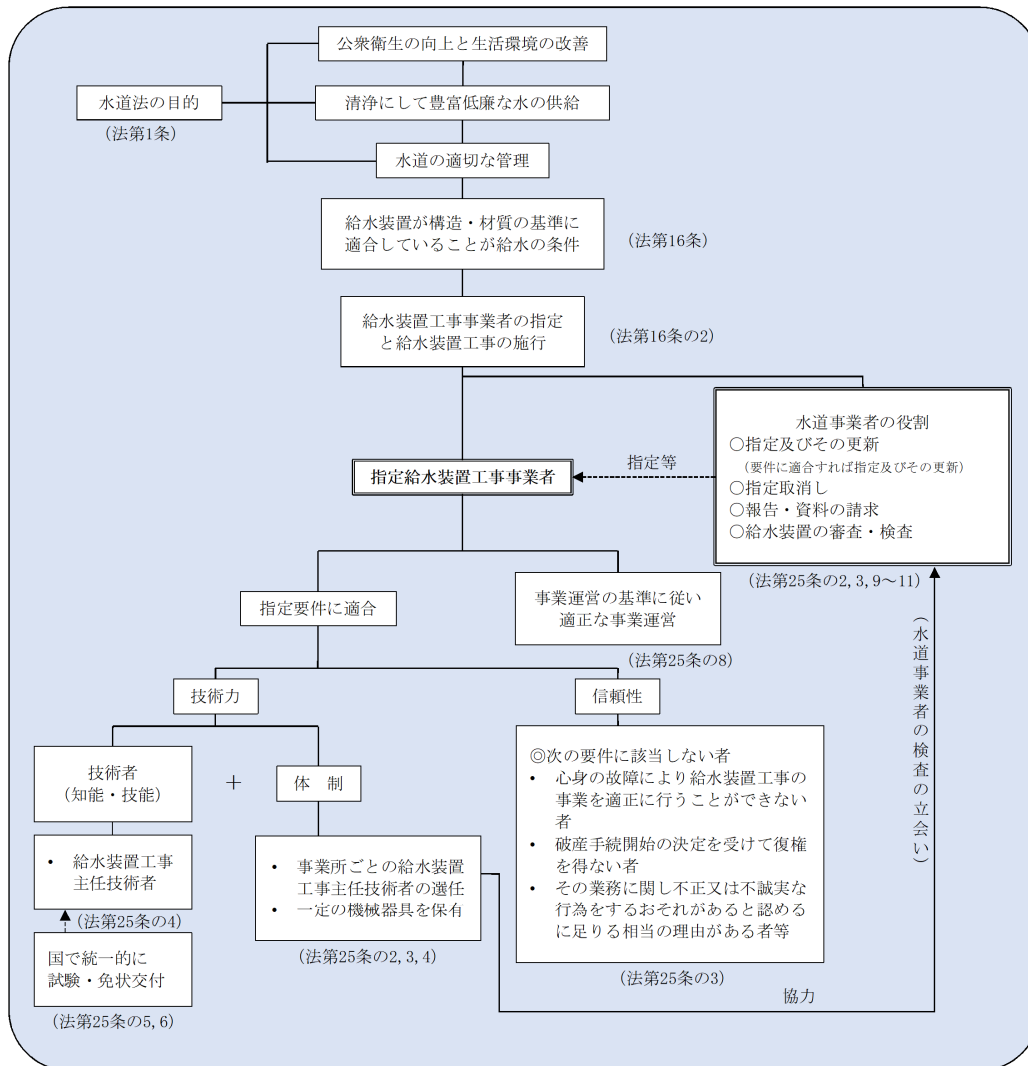 公衆衛生の向上と生活環境の改善
水道法の目的
清浄にして豊富低廉な水の供給
(法第1条)
水道の適切な管理
給水装置が構造・材質の基準に
適合していることが給水の条件
(法第16条)
給水装置工事事業者の指定
と給水装置工事の施行
(法第16条の2)
水道事業者の役割
○指定及びその更新
(要件に適合すれば指定及びその更新)
○指定取消し
○報告・資料の請求
○給水装置の審査・検査
(法第25条の2,3,9～11)
指定等
指定給水装置工事事業者
指定要件に適合
事業運営の基準に従い
適正な事業運営
(法第25条の8)
技術力
信頼性
技術者
(知能・技能)
＋
体　制
・ 給水装置工事
主任技術者
(法第25条の4)
国で統一的に
試験・免状交付
(法第25条の5,6)
・ 事業所ごとの給水装置
工事主任技術者の選任
・ 一定の機械器具を保有
(法第25条の2,3,4)
◎次の要件に該当しない者
・ 心身の故障により給水装置工事の
事業を適正に行うことができない
者
・ 破産手続開始の決定を受けて復権
を得ない者
・ その業務に関し不正又は不誠実な
行為をするおそれがあると認める
に足りる相当の理由がある者等
(法第25条の3)
協力
(水道事業者の検査の立会い)